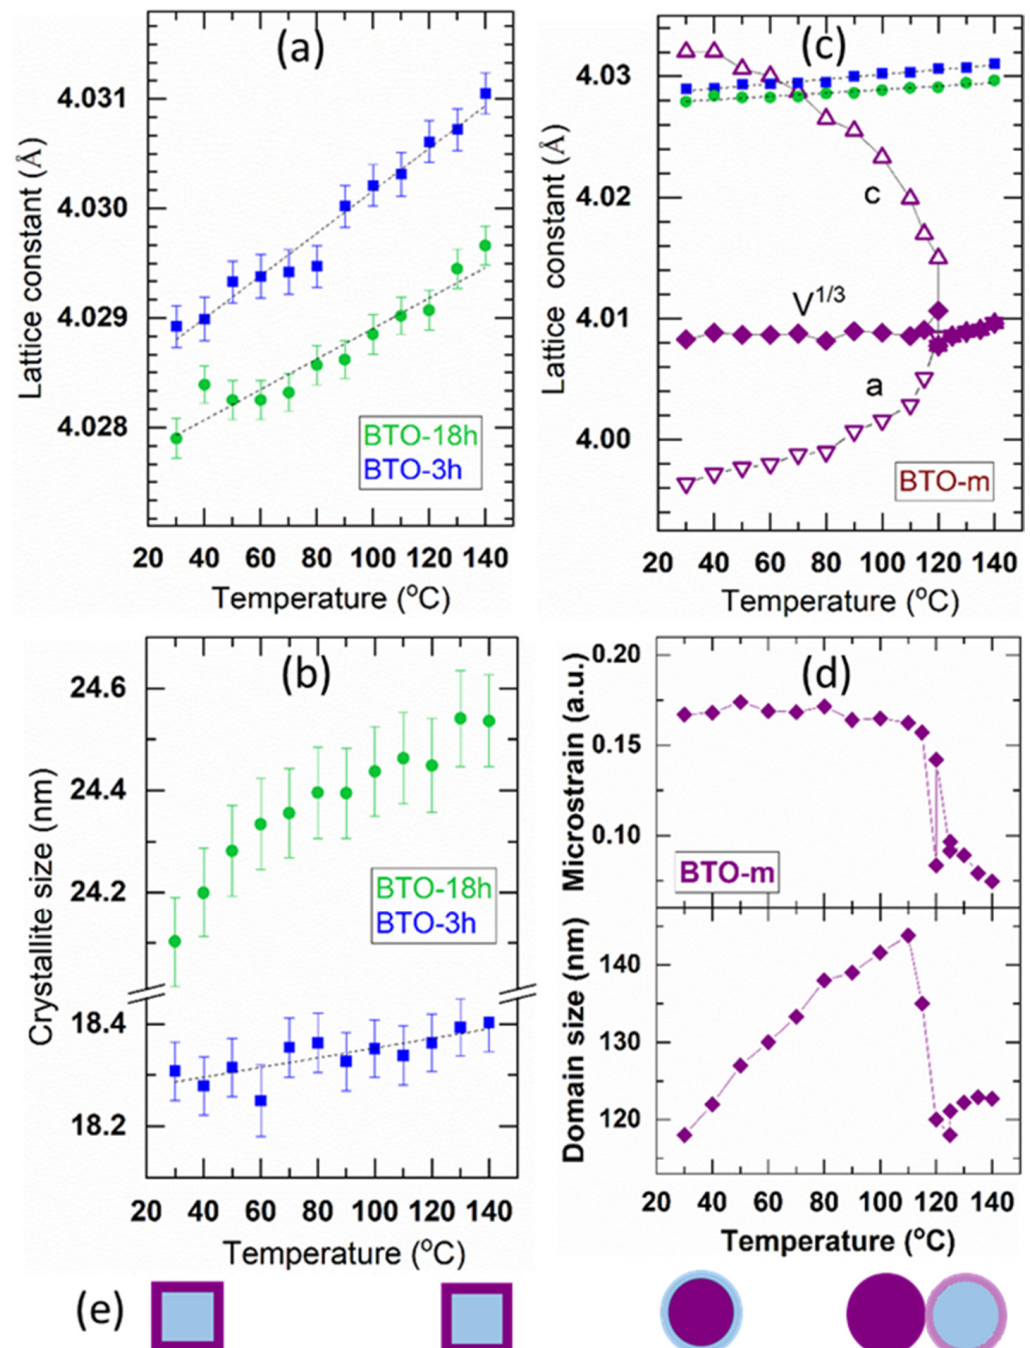 (a)
Lattice constant (Å)
4.031
4.030
4.029
4.028
BTO-18h
BTO-3h
20 40 60 80 100 120 140
Temperature (°C)
(c)
Lattice constant (Å)
4.03
4.02
4.01
4.00
c
V1/3
a
BTO-m
20 40 60 80 100 120 140
Temperature (°C)
(b)
Crystallite size (nm)
24.6
24.4
24.2
18.4
18.2
BTO-18h
BTO-3h
20 40 60 80 100 120 140
Temperature (°C)
(d)
Microstrain (a.u.)
0.20
0.15
0.10
BTO-m
Domain size (nm)
140
130
120
20 40 60 80 100 120 140
Temperature (°C)
(e)